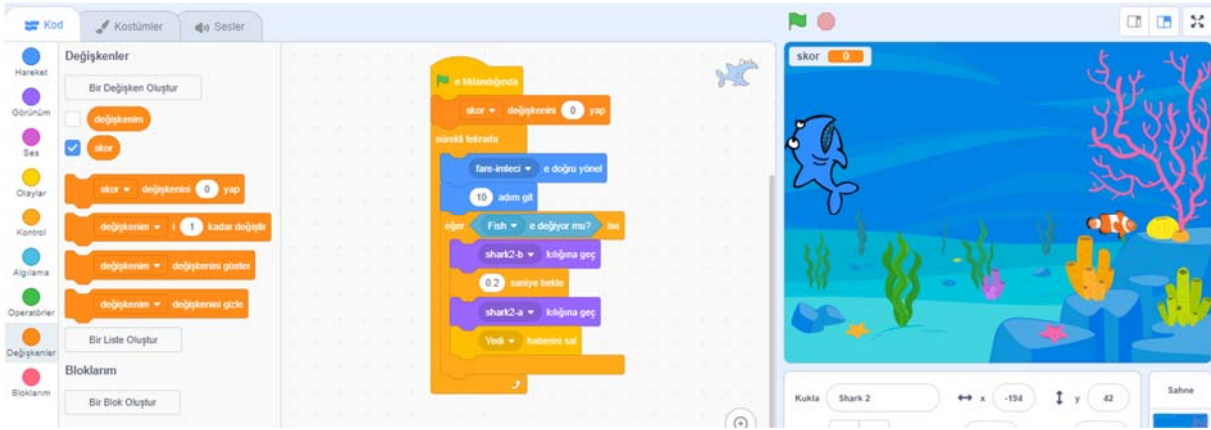 Kod Kostümler Sesler
Hareket
Görünüm
Ses
Olaylar
Kontrol
Algılama
Operatörler
Değişkenler
Bloklarım
Değişkenler
Bir Değişken Oluştur
değişkenim
skor
skor değişkenini 0 yap
değişkenim i 1 kadar değiştir
değişkenim değişkenini göster
değişkenim değişkenini gizle
Bir Liste Oluştur
Bloklarım
Bir Blok Oluştur
e tıklandığında
skor değişkenini 0 yap
sürekli tekrarla
fare-imleci e doğru yönel
10 adım git
eğer Fish e değiyor mu? ise
shark2-b kılığına geç
0.2 saniye bekle
shark2-a kılığına geç
Yedi haberini sal
skor 0
Kukla Shark 2 x -194 y 42
Sahne